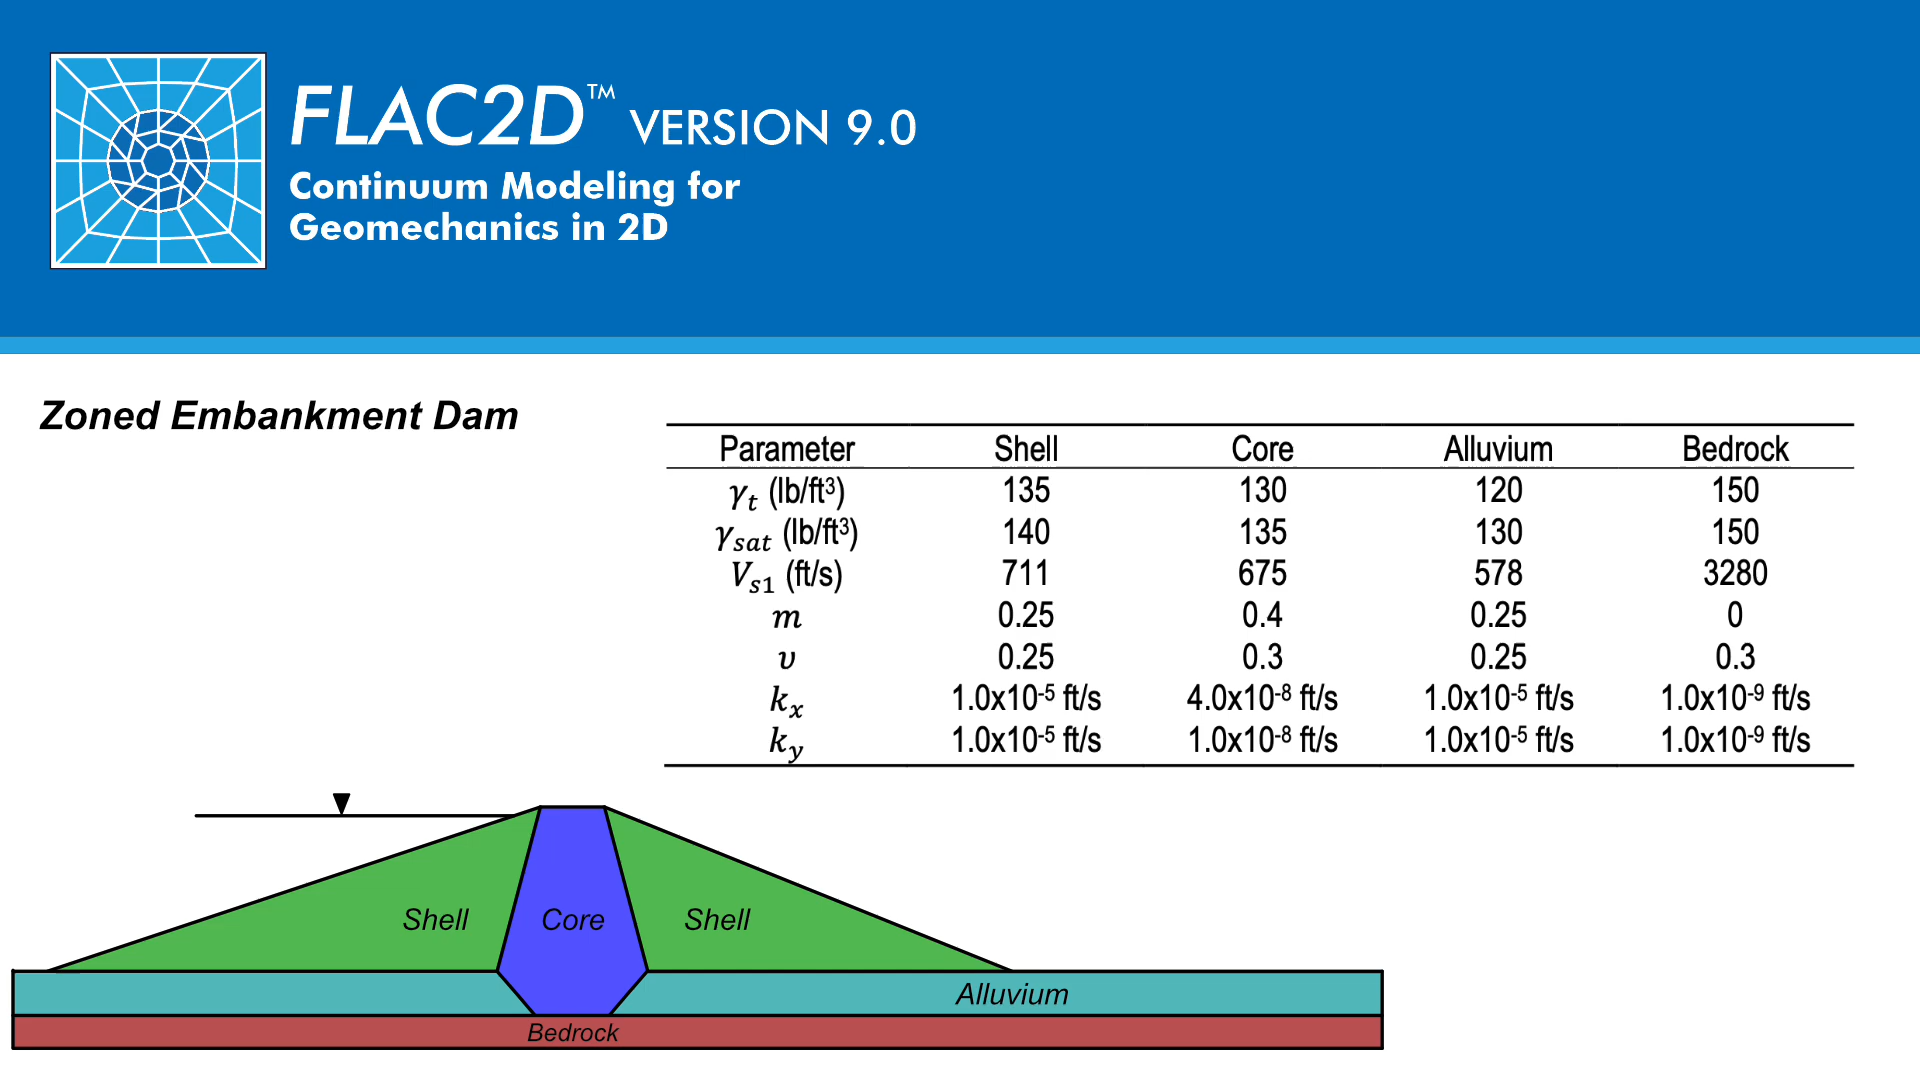 FLAC2D™ VERSION 9.0
Continuum Modeling for
Geomechanics in 2D
Zoned Embankment Dam
Parameter Shell Core Alluvium Bedrock
γt (lb/ft³) 135 130 120 150
γsat (lb/ft³) 140 135 130 150
Vs1 (ft/s) 711 675 578 3280
m 0.25 0.4 0.25 0
υ 0.25 0.3 0.25 0.3
kx 1.0x10⁻⁵ ft/s 4.0x10⁻⁸ ft/s 1.0x10⁻⁵ ft/s 1.0x10⁻⁹ ft/s
ky 1.0x10⁻⁵ ft/s 1.0x10⁻⁸ ft/s 1.0x10⁻⁵ ft/s 1.0x10⁻⁹ ft/s
Shell Core Shell
Alluvium
Bedrock